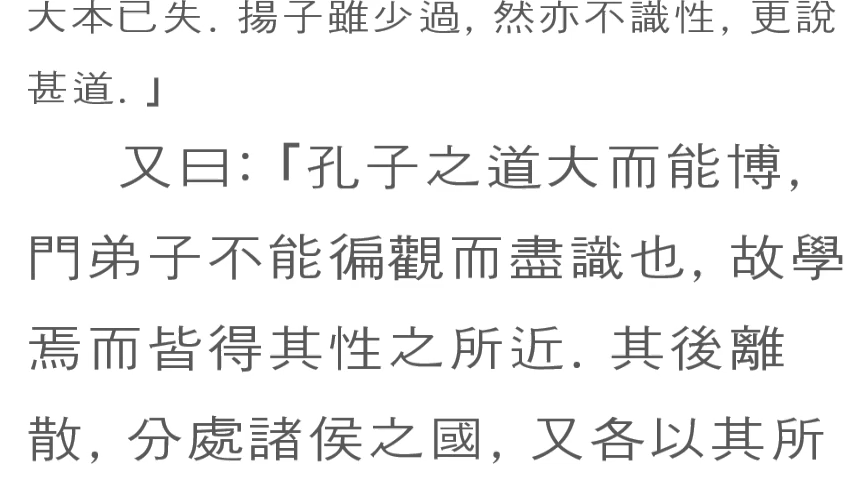 大本已失. 揚子雖少過, 然亦不識性, 更說
甚道. 」
又曰:「孔子之道大而能博,
門弟子不能徧觀而盡識也, 故學
焉而皆得其性之所近. 其後離
散, 分處諸侯之國, 又各以其所